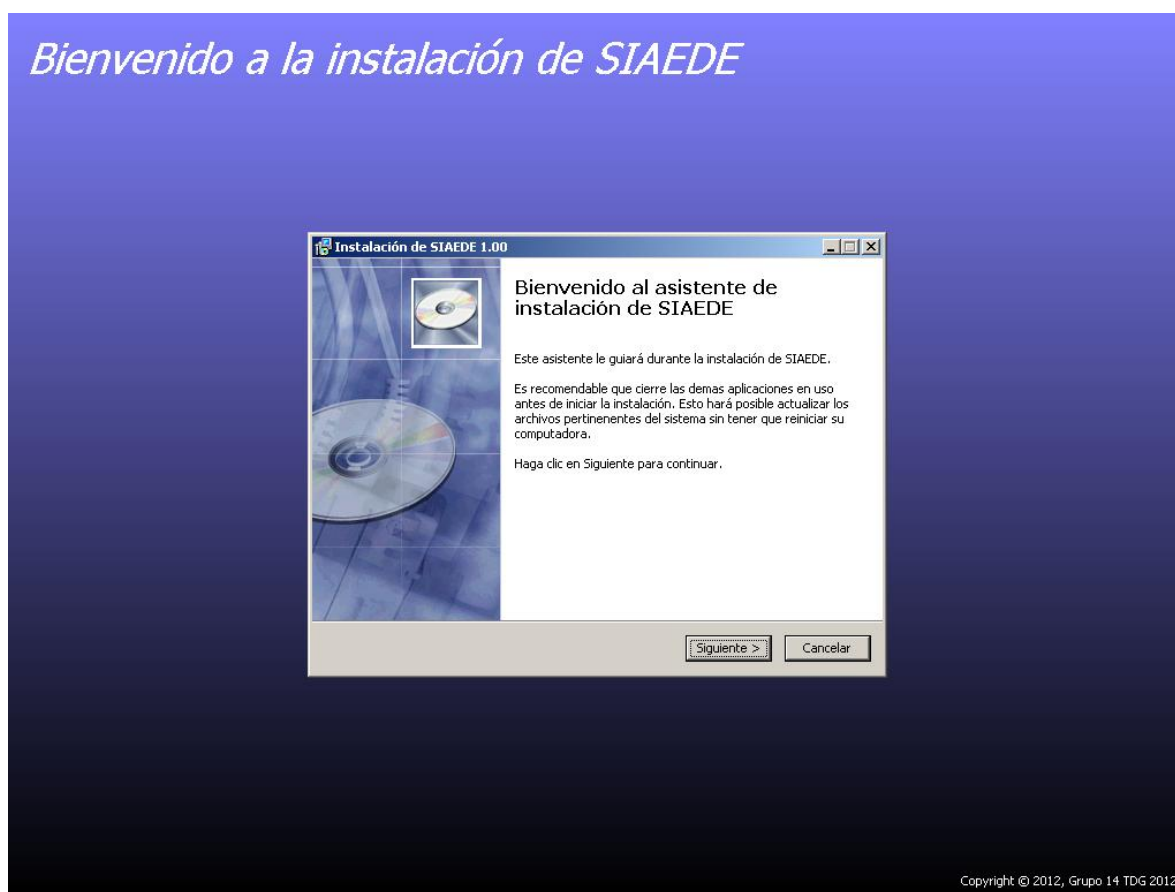 Bienvenido a la instalación de SIAEDE
Instalación de SIAEDE 1.00
Bienvenido al asistente de
instalación de SIAEDE
Este asistente le guiará durante la instalación de SIAEDE.
Es recomendable que cierre las demas aplicaciones en uso
antes de iniciar la instalación. Esto hará posible actualizar los
archivos pertinenentes del sistema sin tener que reiniciar su
computadora.
Haga clic en Siguiente para continuar.
Siguiente >
Cancelar
Copyright © 2012, Grupo 14 TDG 2012